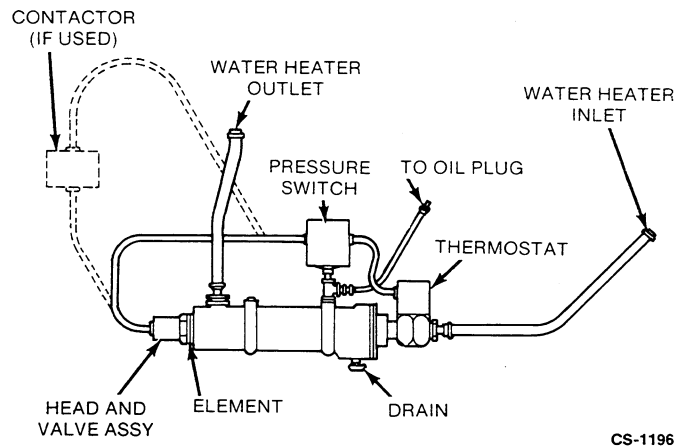 CONTACTOR
(IF USED)
WATER HEATER
OUTLET
WATER HEATER
INLET
PRESSURE
SWITCH
TO OIL PLUG
THERMOSTAT
HEAD AND
VALVE ASSY
ELEMENT
DRAIN
CS-1196